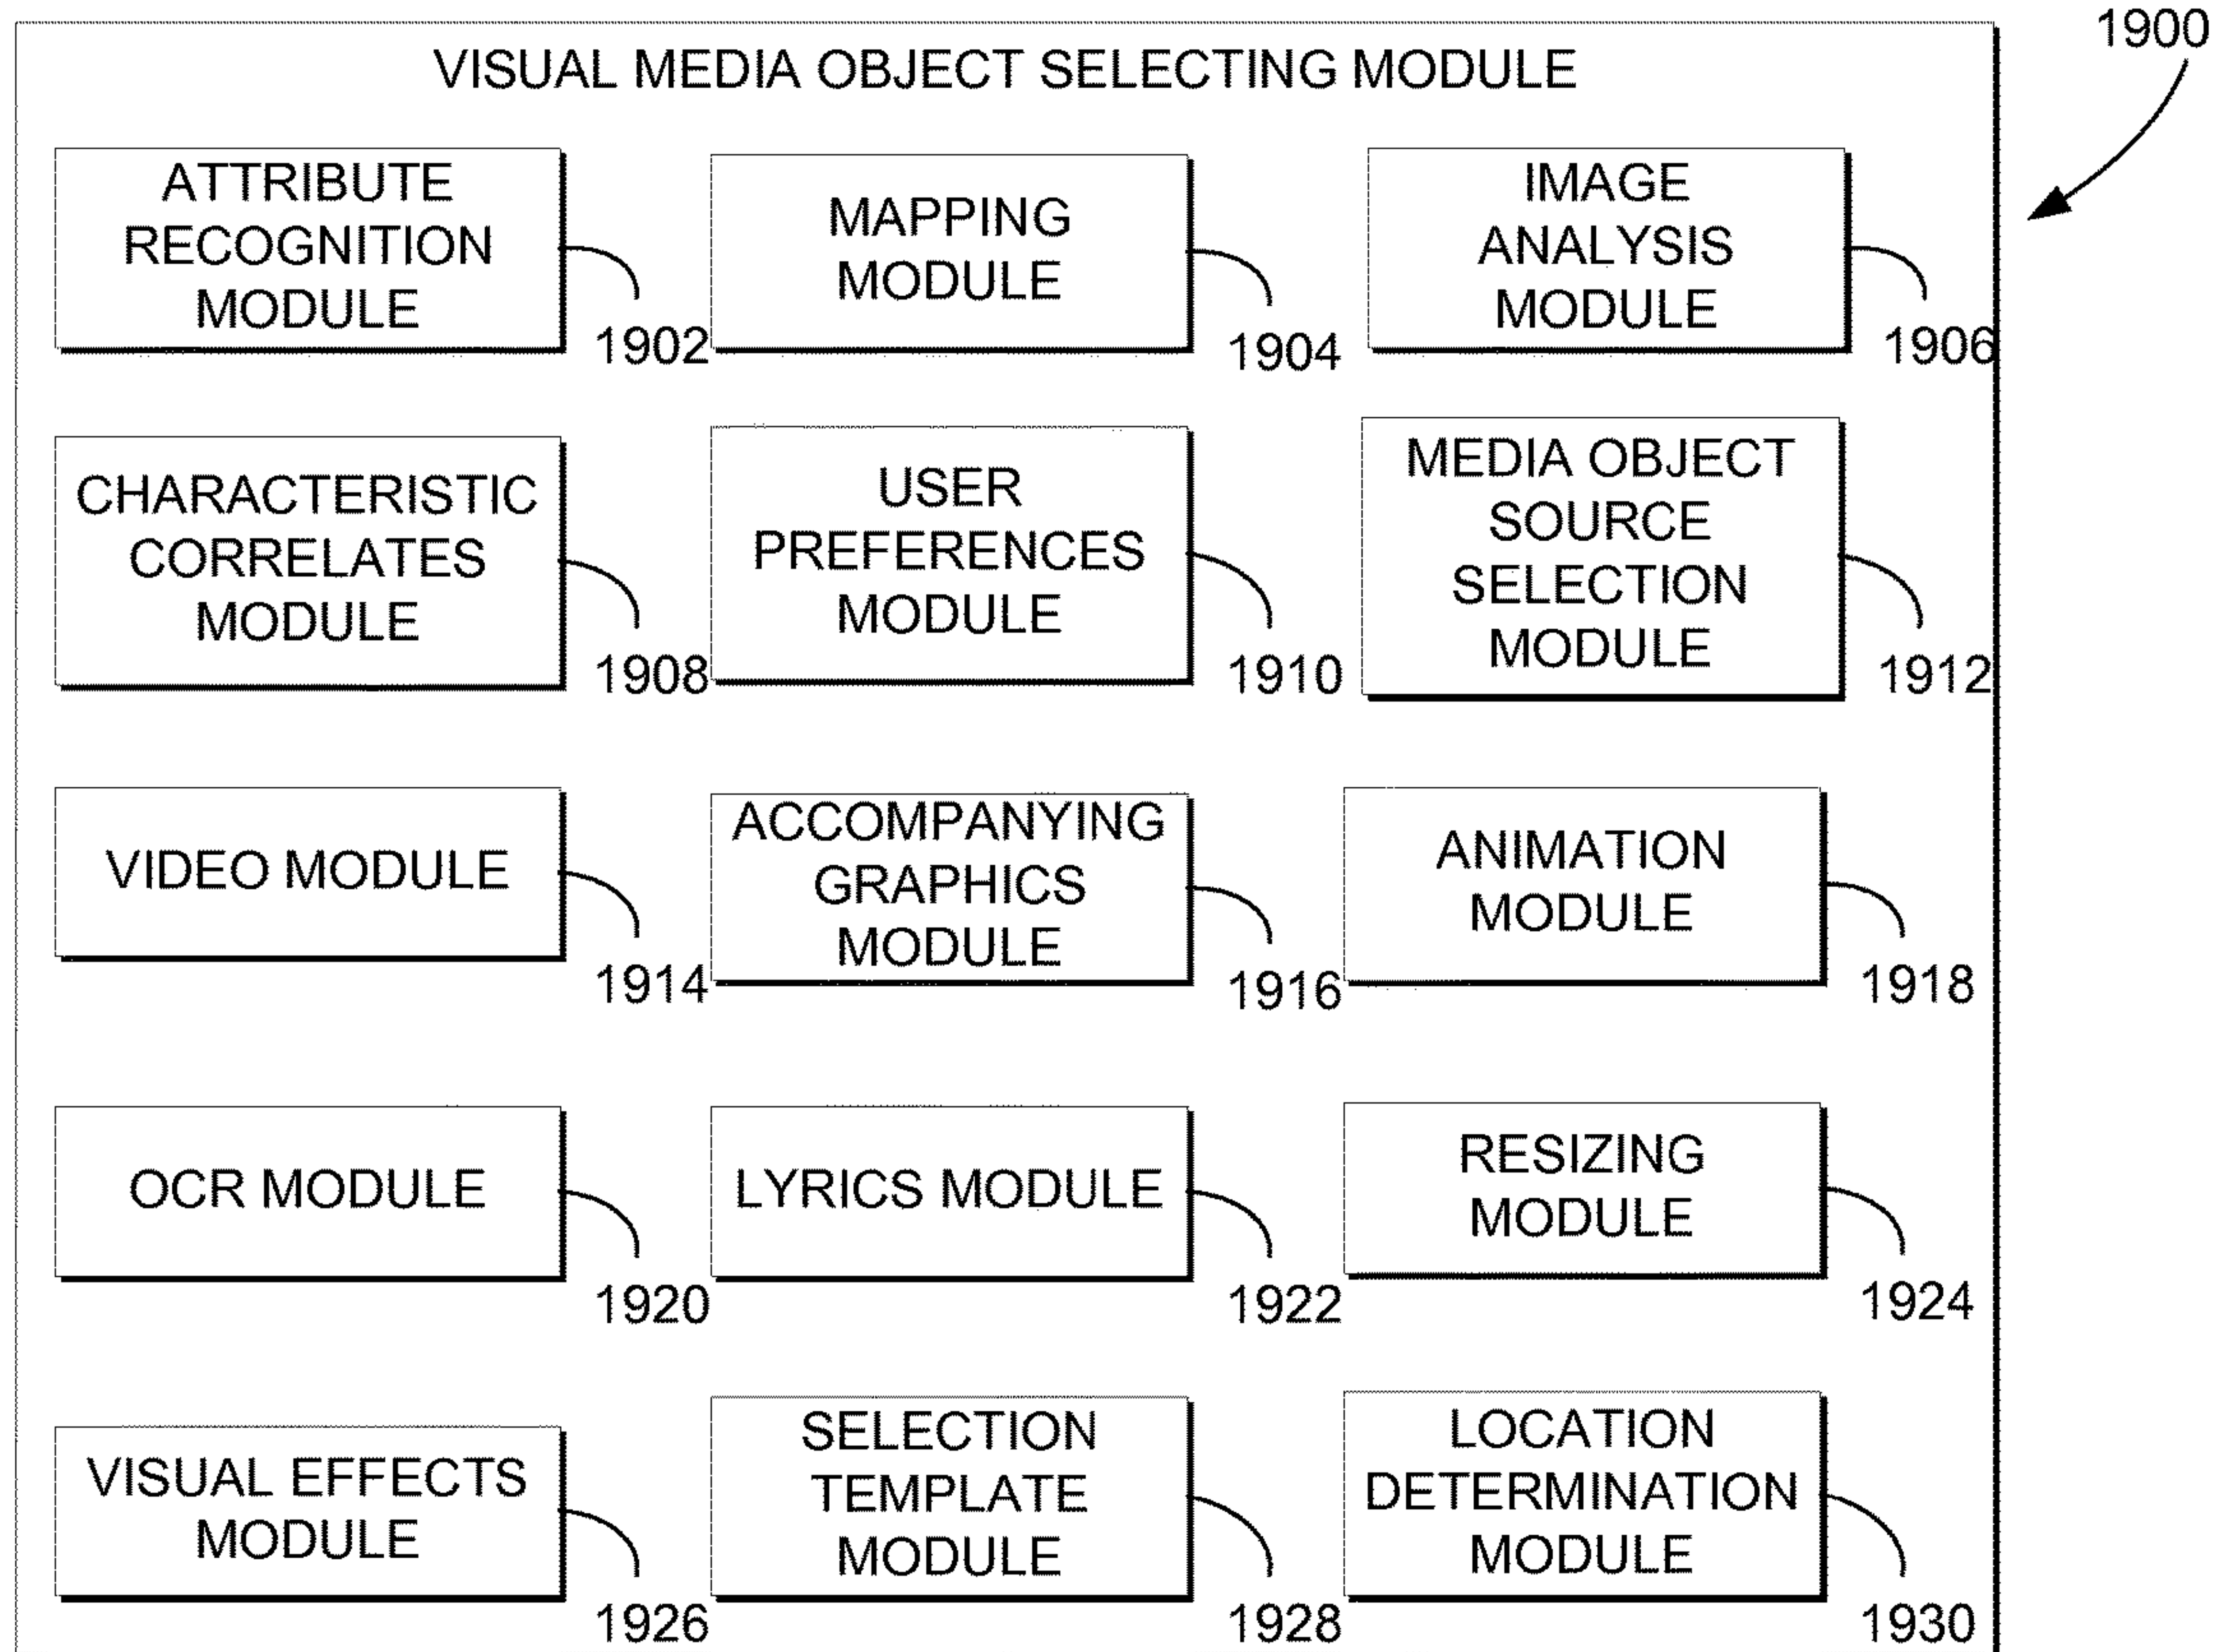 1900
VISUAL MEDIA OBJECT SELECTING MODULE
ATTRIBUTE
RECOGNITION
MODULE
1902
MAPPING
MODULE
1904
IMAGE
ANALYSIS
MODULE
1906
CHARACTERISTIC
CORRELATES
MODULE
1908
USER
PREFERENCES
MODULE
1910
MEDIA OBJECT
SOURCE
SELECTION
MODULE
1912
VIDEO MODULE
1914
ACCOMPANYING
GRAPHICS
MODULE
1916
ANIMATION
MODULE
1918
OCR MODULE
1920
LYRICS MODULE
1922
RESIZING
MODULE
1924
VISUAL EFFECTS
MODULE
1926
SELECTION
TEMPLATE
MODULE
1928
LOCATION
DETERMINATION
MODULE
1930